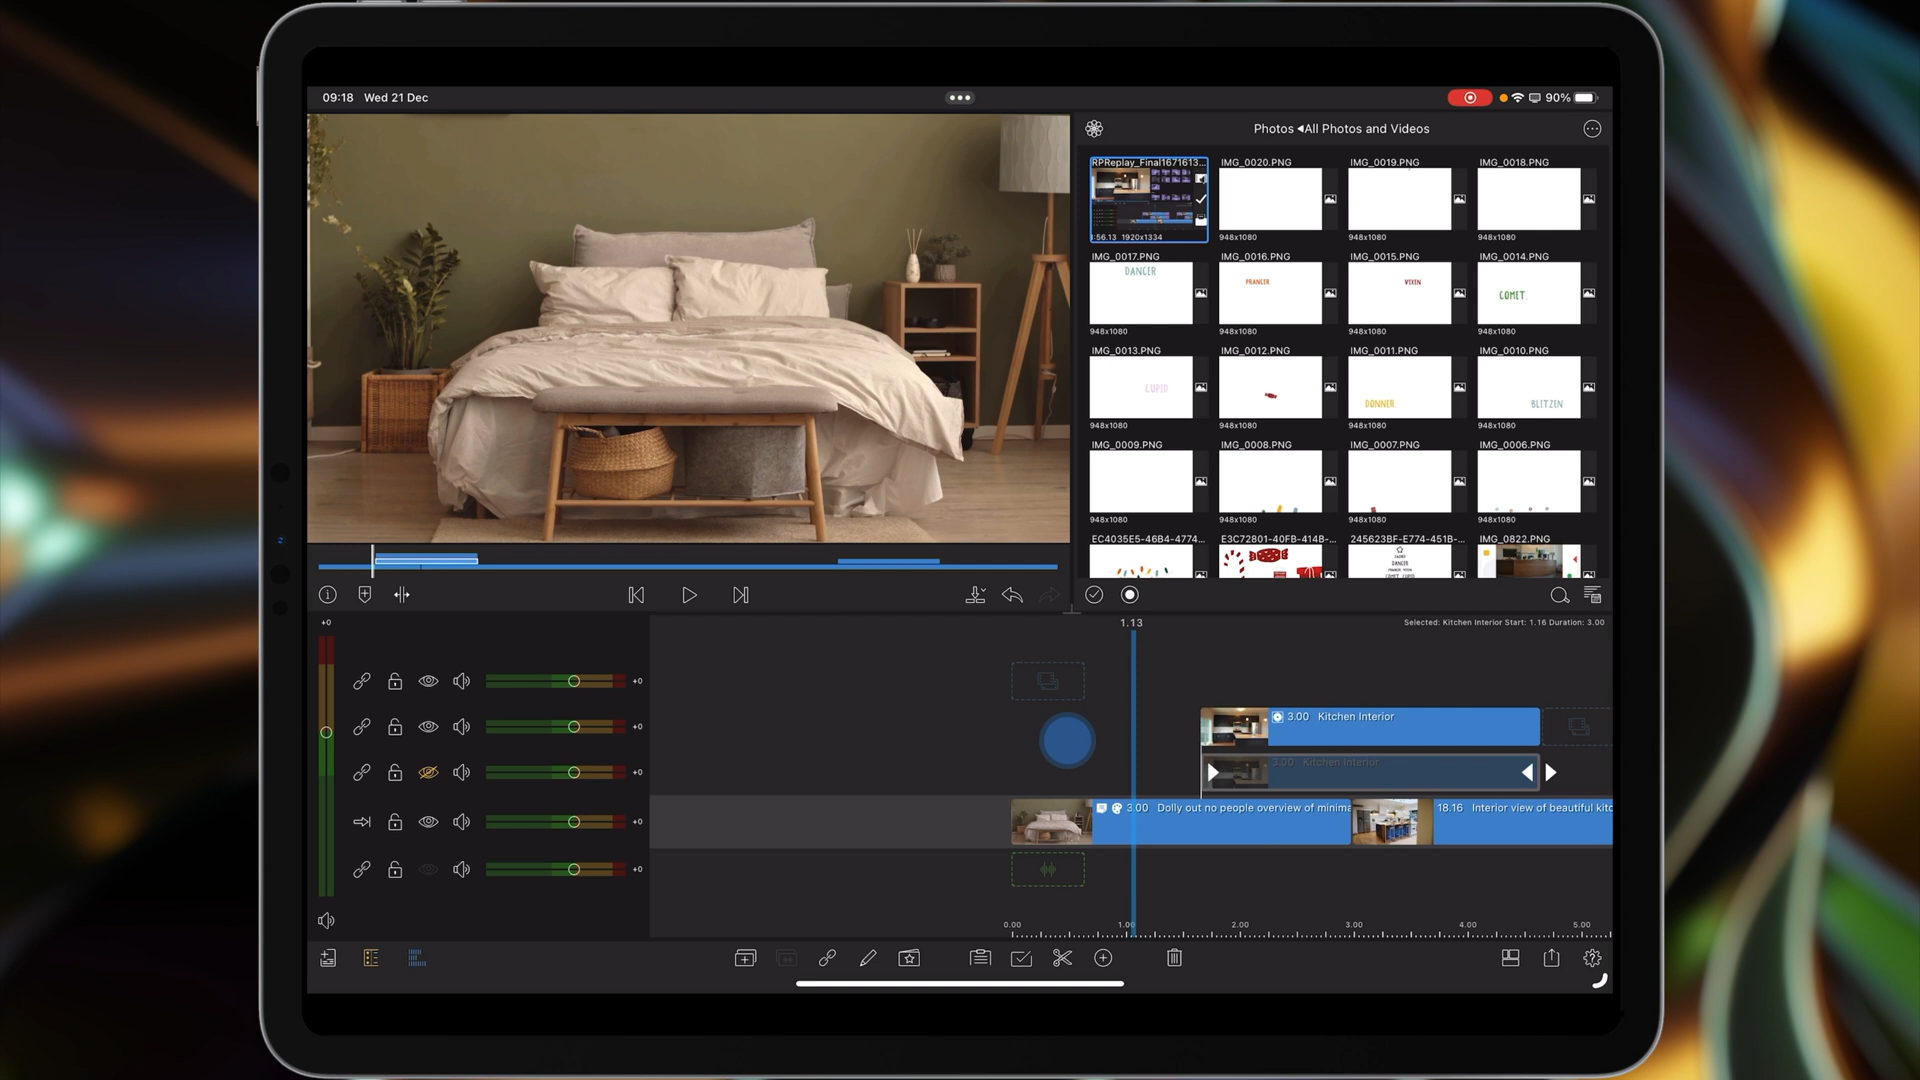 09:18 Wed 21 Dec
90%
Photos ◂All Photos and Videos
RPReplay_Final1671613...
IMG_0020.PNG
IMG_0019.PNG
IMG_0018.PNG
1:56.13 1920x1334
948x1080
948x1080
948x1080
IMG_0017.PNG
IMG_0016.PNG
IMG_0015.PNG
IMG_0014.PNG
DANCER
PRANCER
VIXEN
COMET
948x1080
948x1080
948x1080
948x1080
IMG_0013.PNG
IMG_0012.PNG
IMG_0011.PNG
IMG_0010.PNG
CUPID
DONNER
BLITZEN
948x1080
948x1080
948x1080
948x1080
IMG_0009.PNG
IMG_0008.PNG
IMG_0007.PNG
IMG_0006.PNG
948x1080
948x1080
948x1080
948x1080
EC4035E5-46B4-4774...
E3C72801-40FB-414B-...
245623BF-E774-451B-...
IMG_0822.PNG
DANCER
+0
1.13
Selected: Kitchen Interior Start: 1.16 Duration: 3.00
+0
+0
3.00 Kitchen Interior
+0
3.00 Kitchen Interior
+0
3.00 Dolly out no people overview of minima
18.16 Interior view of beautiful kitc
+0
0.00 1.00 2.00 3.00 4.00 5.00